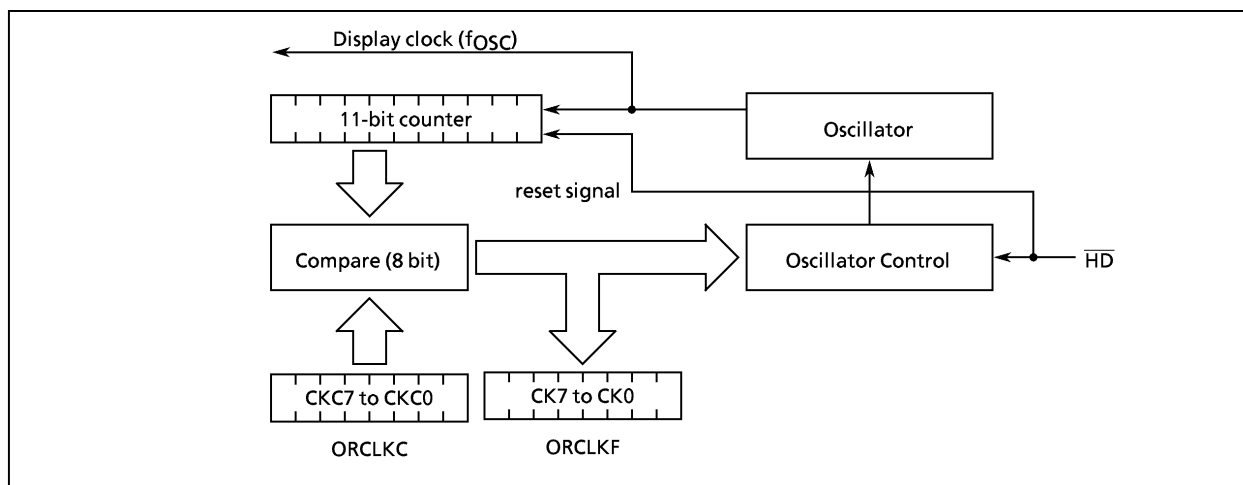 Display clock (fOSC)
11-bit counter
Oscillator
reset signal
Compare (8 bit)
Oscillator Control
HD
CKC7 to CKC0
CK7 to CK0
ORCLKC
ORCLKF